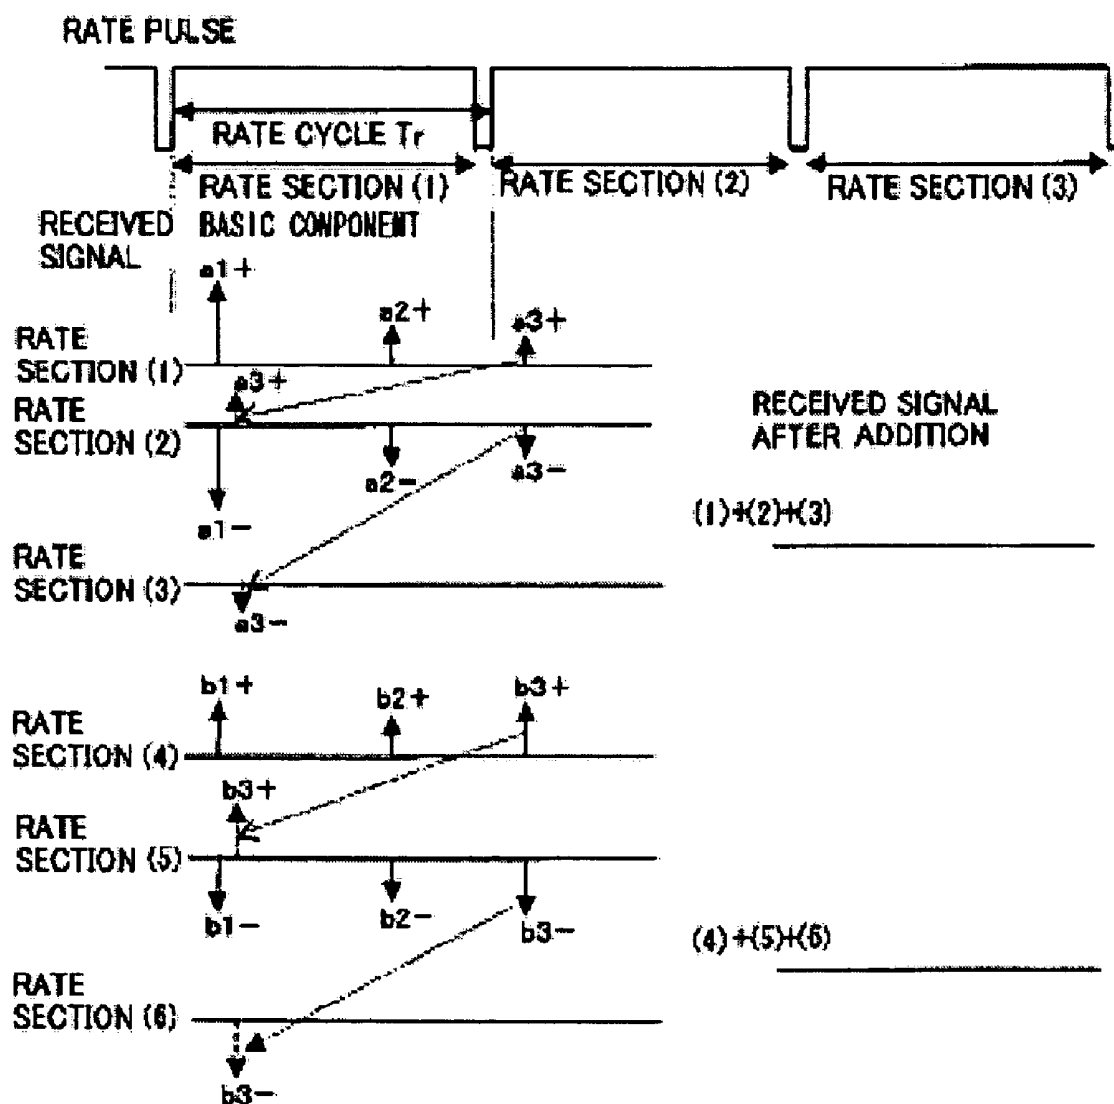 RATE PULSE
RATE CYCLE Tr
RATE SECTION (1)
RATE SECTION (2)
RATE SECTION (3)
RECEIVED SIGNAL
BASIC CONPONENT
a1+
a2+
a3+
RATE SECTION (1)
a3+
RATE SECTION (2)
a1-
a2-
a3-
RECEIVED SIGNAL
AFTER ADDITION
(1)+(2)+(3)
RATE SECTION (3)
a3-
b1+
b2+
b3+
RATE SECTION (4)
b3+
RATE SECTION (5)
b1-
b2-
b3-
(4)+(5)+(6)
RATE SECTION (6)
b3-